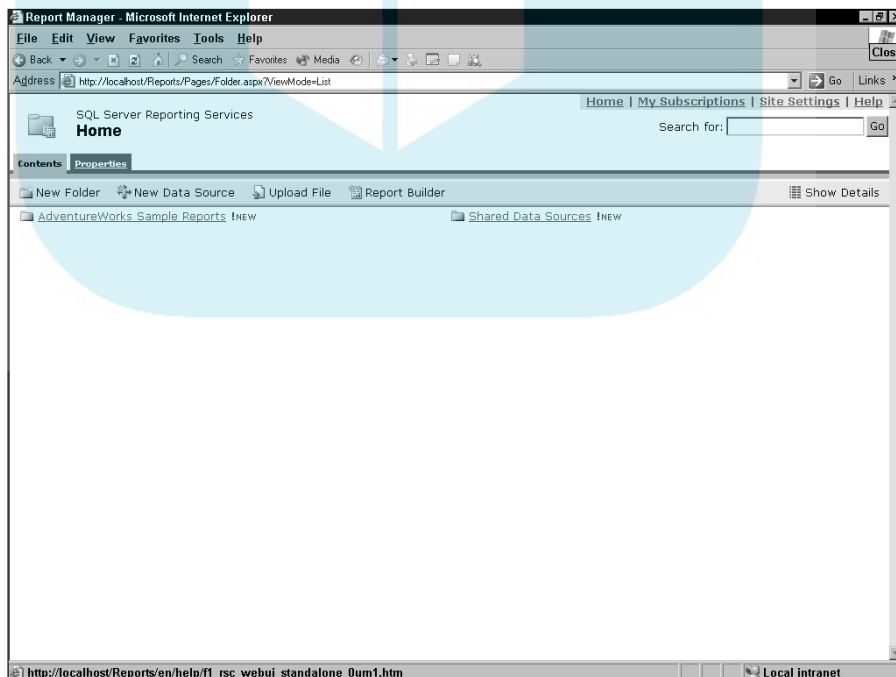 Report Manager - Microsoft Internet Explorer
File Edit View Favorites Tools Help
Clos
Back Search Favorites Media
Address http://localhost/Reports/Pages/Folder.aspx?ViewMode=List Go Links
Home | My Subscriptions | Site Settings | Help
SQL Server Reporting Services
Home
Search for: Go
Contents Properties
New Folder New Data Source Upload File Report Builder Show Details
AdventureWorks Sample Reports !NEW Shared Data Sources !NEW
http://localhost/Reports/en/help/f1_rsc_webui_standalone_0um1.htm Local intranet